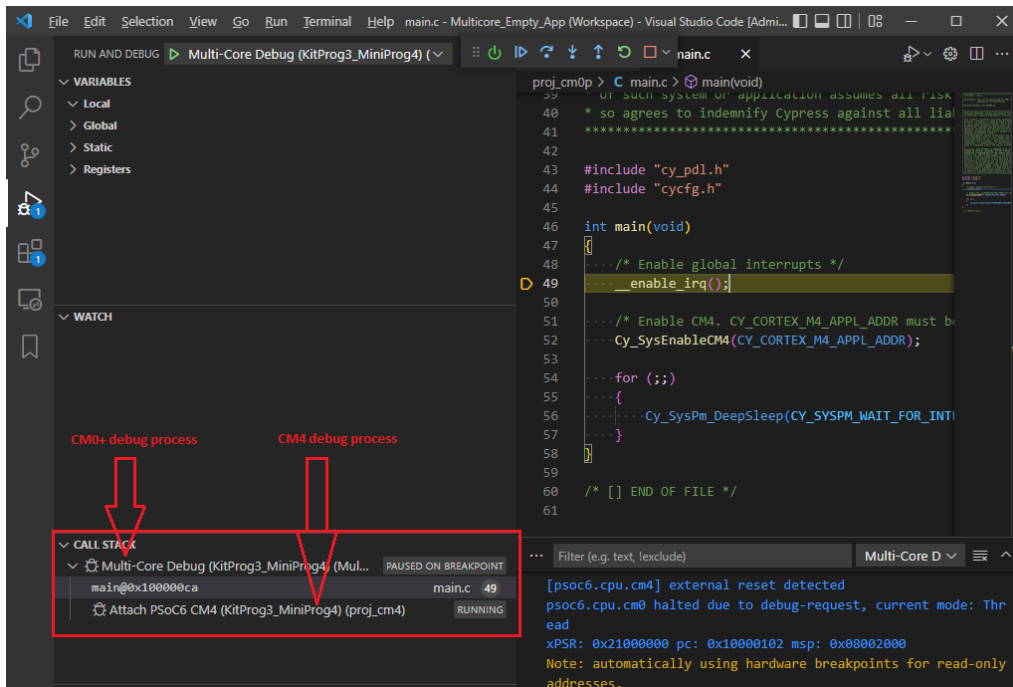 File Edit Selection View Go Run Terminal Help main.c - Multicore_Empty_App (Workspace) - Visual Studio Code [Admi...
RUN AND DEBUG Multi-Core Debug (KitProg3_MiniProg4) (
main.c
VARIABLES
Local
Global
Static
Registers
1
1
WATCH
CM0+ debug process
CM4 debug process
CALL STACK
Multi-Core Debug (KitProg3_MiniProg4) (Mul... PAUSED ON BREAKPOINT
main@0x100000ca main.c 49
Attach PSoC6 CM4 (KitProg3_MiniProg4) (proj_cm4) RUNNING
proj_cm0p > C main.c > main(void)
39 * of such system or application assumes all risk
40 * so agrees to indemnify Cypress against all lia
41 ************************************************
42
43 #include "cy_pdl.h"
44 #include "cycfg.h"
45
46 int main(void)
47 {
48 ····/* Enable global interrupts */
49 ····__enable_irq();
50
51 ····/* Enable CM4. CY_CORTEX_M4_APPL_ADDR must b
52 ····Cy_SysEnableCM4(CY_CORTEX_M4_APPL_ADDR);
53
54 ····for (;;)
55 ····{
56 ········Cy_SysPm_DeepSleep(CY_SYSPM_WAIT_FOR_INT
57 ····}
58 }
59
60 /* [] END OF FILE */
61
Filter (e.g. text, !exclude) Multi-Core D
[psoc6.cpu.cm4] external reset detected
psoc6.cpu.cm0 halted due to debug-request, current mode: Thr
ead
xPSR: 0x21000000 pc: 0x10000102 msp: 0x08002000
Note: automatically using hardware breakpoints for read-only
addresses.